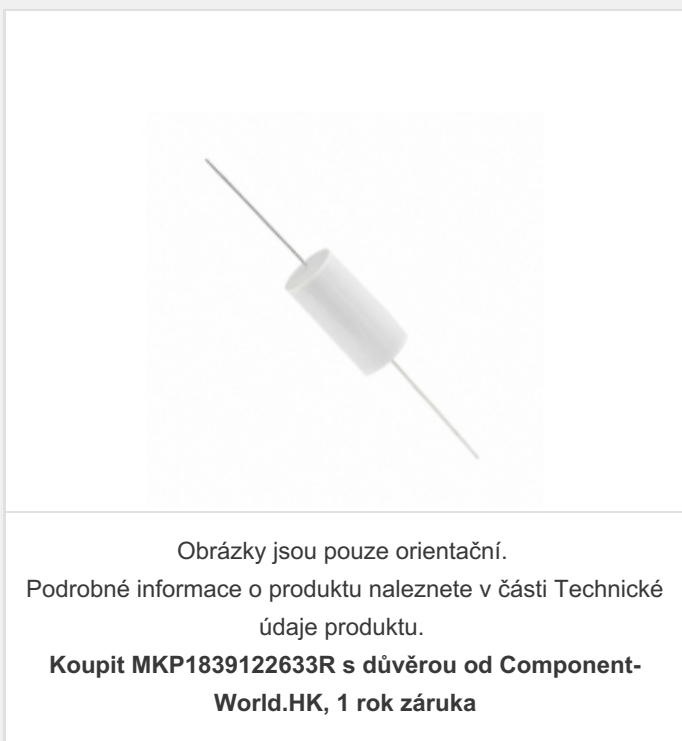 Obrázky jsou pouze orientační.
Podrobné informace o produktu naleznete v části Technické
údaje produktu.
Koupit MKP1839122633R s důvěrou od Component-
World.HK, 1 rok záruka